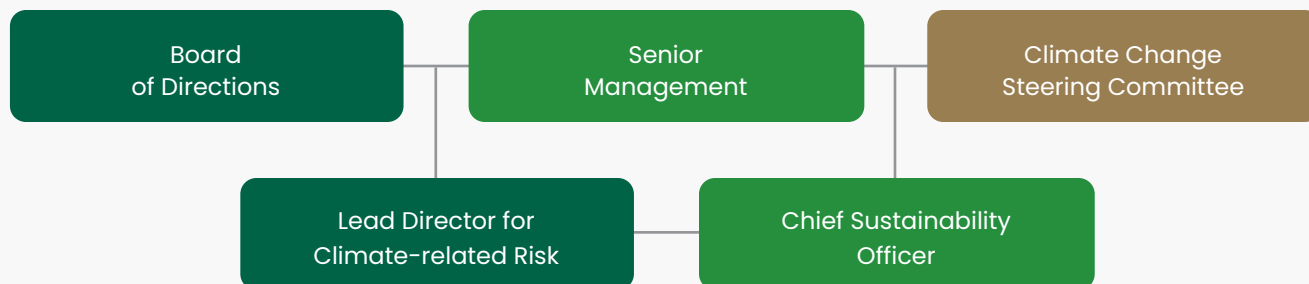 Board
of Directions
Senior
Management
Climate Change
Steering Committee
Lead Director for
Climate-related Risk
Chief Sustainability
Officer